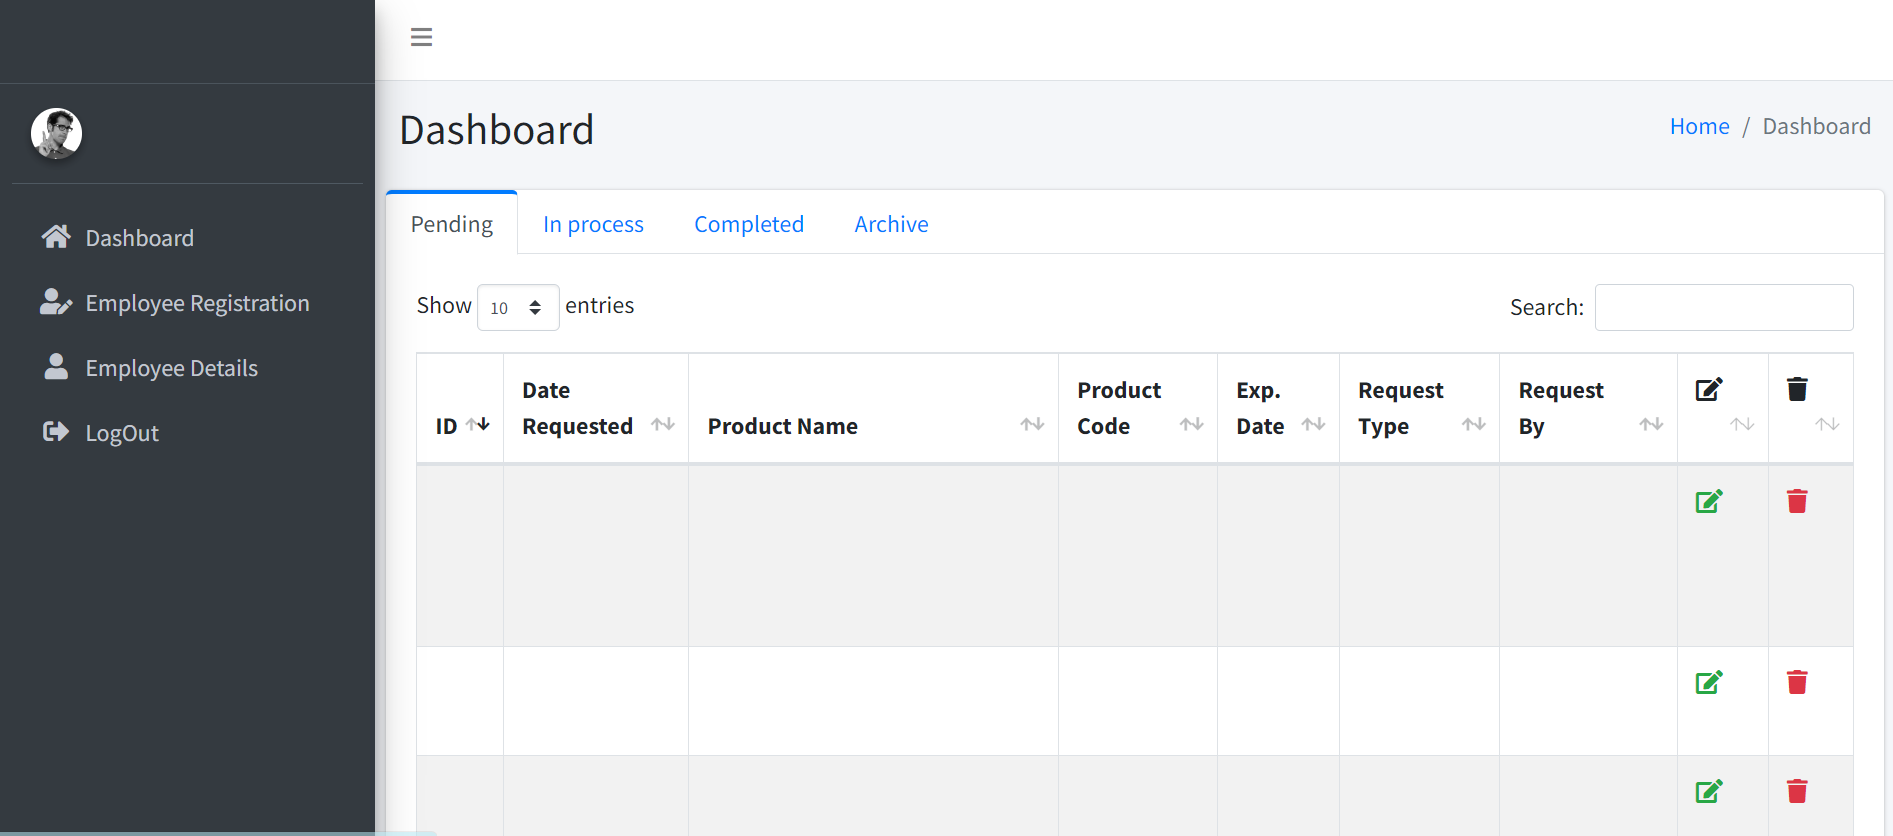 Dashboard
Employee Registration
Employee Details
LogOut
Dashboard
Home / Dashboard
Pending
In process
Completed
Archive
Show 10 entries
Search:
ID
Date
Requested
Product Name
Product
Code
Exp.
Date
Request
Type
Request
By